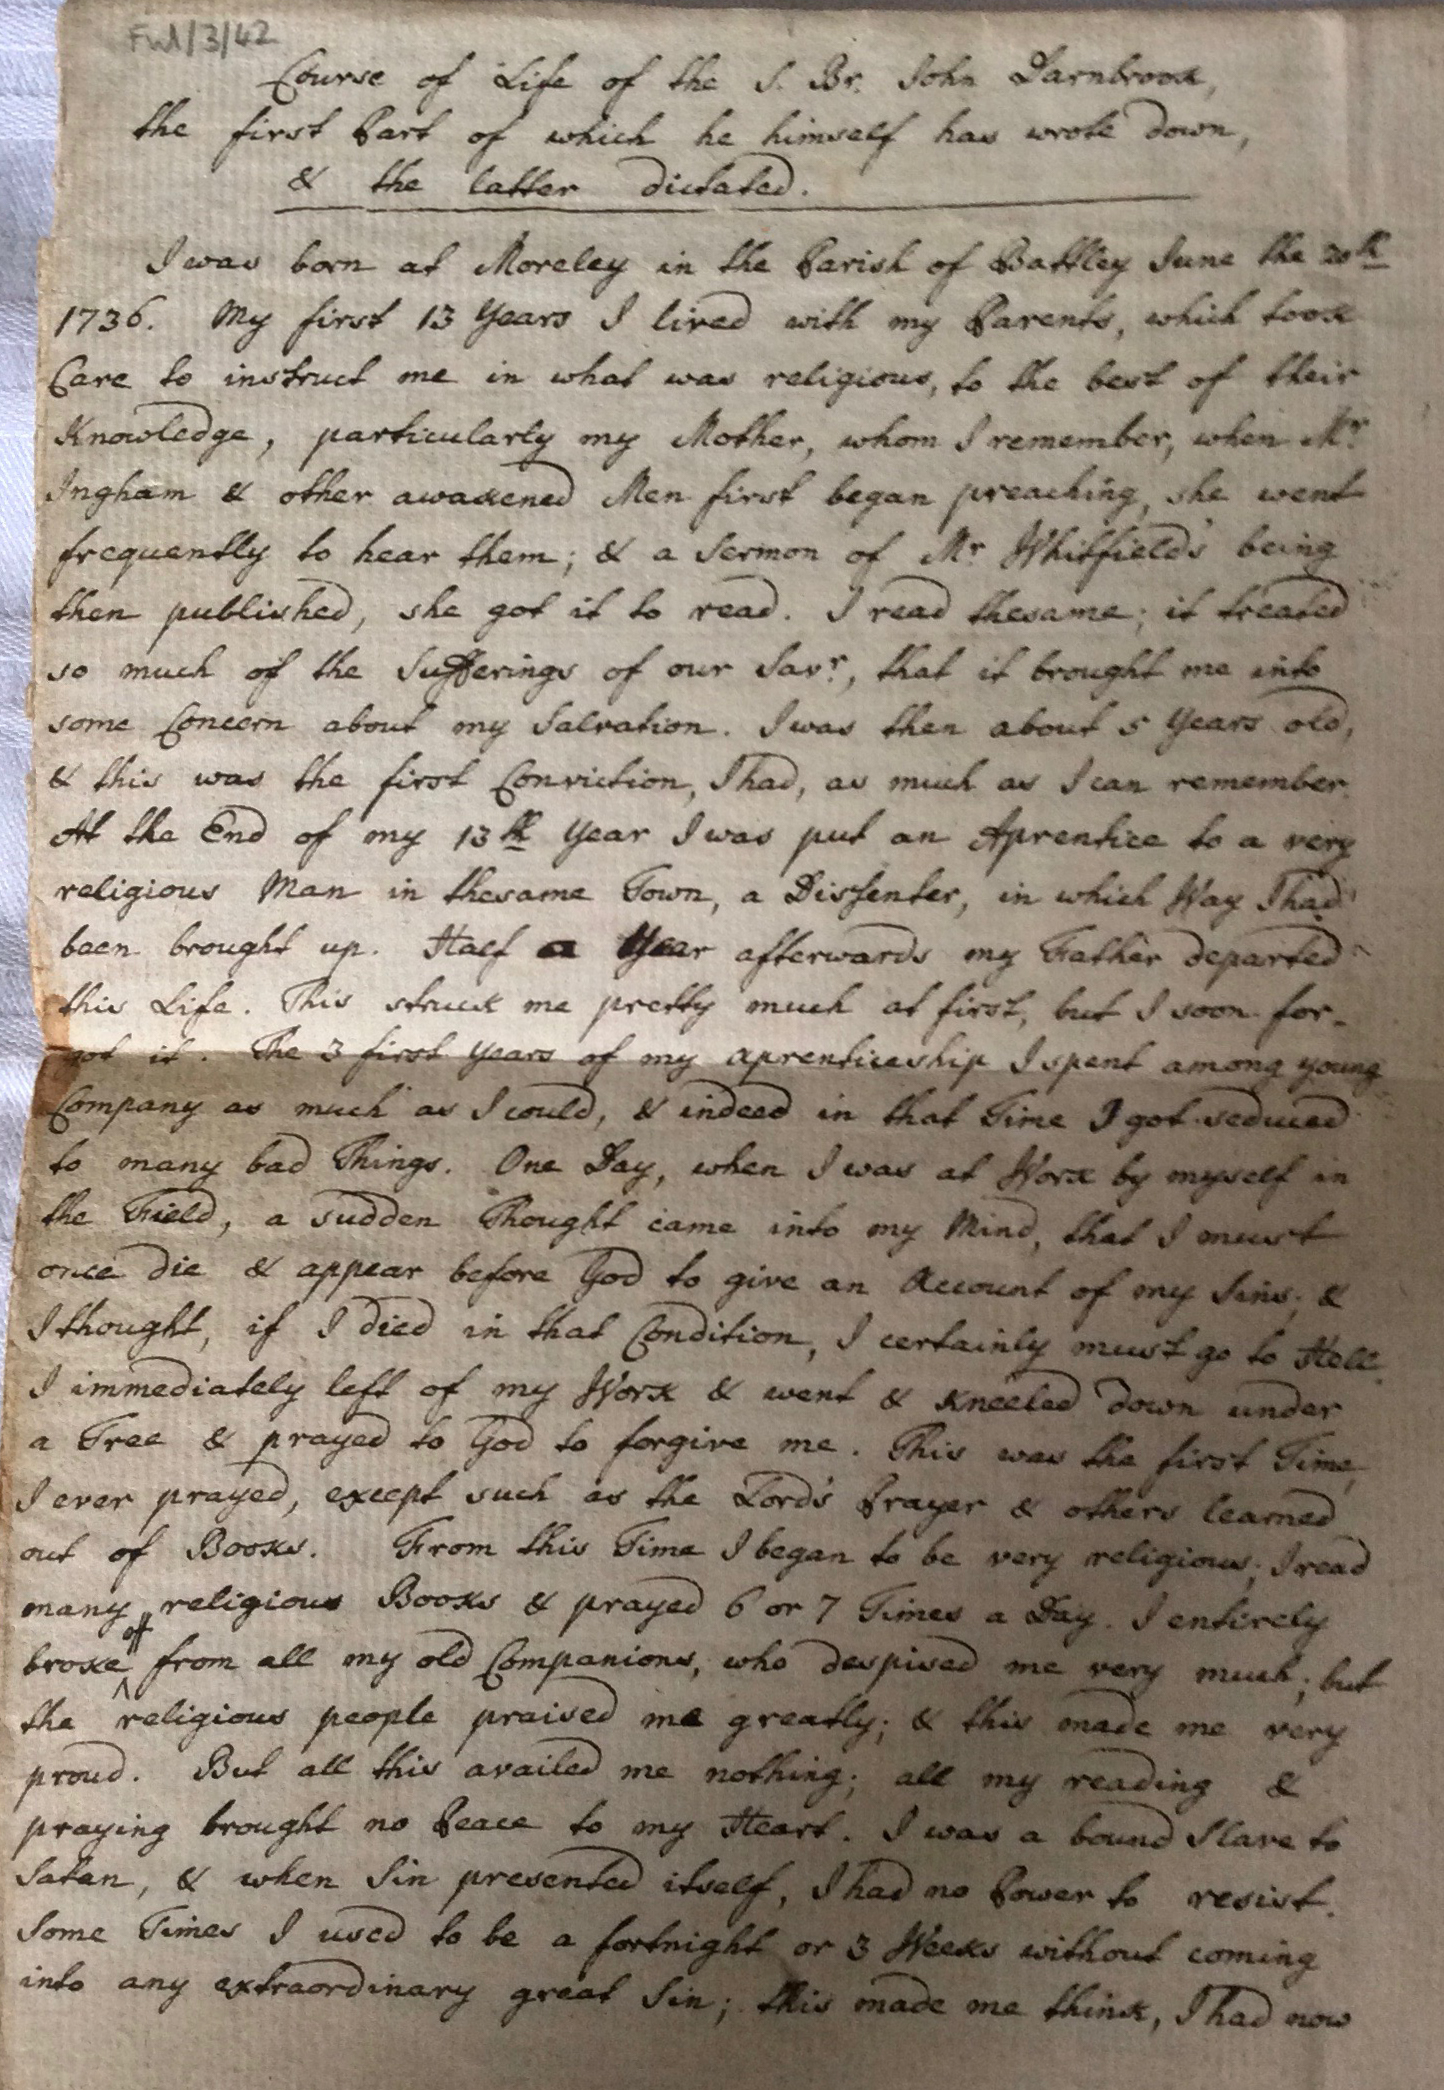 FUL/3/42
Course of Life of the S. Br. John Darnbrook,
the first Part of which he himself has wrote down,
& the latter dictated.
I was born at Moreley in the Parish of Battley June the 20th
1736. My first 13 Years I lived with my Parents, which took
Care to instruct me in what was religious, to the best of their
Knowledge, particularly my Mother, whom I remember, when Mr
Ingham & other awakened Men first began preaching, she went
frequently to hear them; & a Sermon of Mr Whitfield's being
then published, she got it to read. I read thesame; it treated
so much of the Sufferings of our Savr, that it brought me into
some Concern about my Salvation. I was then about 5 Years old,
& this was the first Conviction, I had, as much as I can remember.
At the End of my 13th Year I was put an Aprentice to a very
religious Man in thesame Town, a Dissenter, in which Way I had
been brought up. Half a Year afterwards my Father departed
this Life. This struck me pretty much at first, but I soon for-
got it. The 3 first Years of my aprenticeship I spent among young
Company as much as I could, & indeed in that Time I got seduced
to many bad Things. One Day, when I was at Work by myself in
the Field, a sudden Thought came into my Mind, that I must
once die & appear before God to give an Account of my Sins; &
I thought, if I died in that Condition, I certainly must go to Hell.
I immediately left of my Work & went & kneeled down under
a Tree & prayed to God to forgive me. This was the first Time,
I ever prayed, except such as the Lord's Prayer & others learned
out of Books. From this Time I began to be very religious; I read
many religious Books & prayed 6 or 7 Times a Day. I entirely
broke off from all my old Companions, who despised me very much; but
the religious people praised me greatly; & this made me very
proud. But all this availed me nothing; all my reading &
praying brought no Peace to my Heart. I was a bound Slave to
Satan, & when Sin presented itself, I had no Power to resist.
Some Times I used to be a fortnight or 3 Weeks without coming
into any extraordinary great Sin; this made me think, I had now